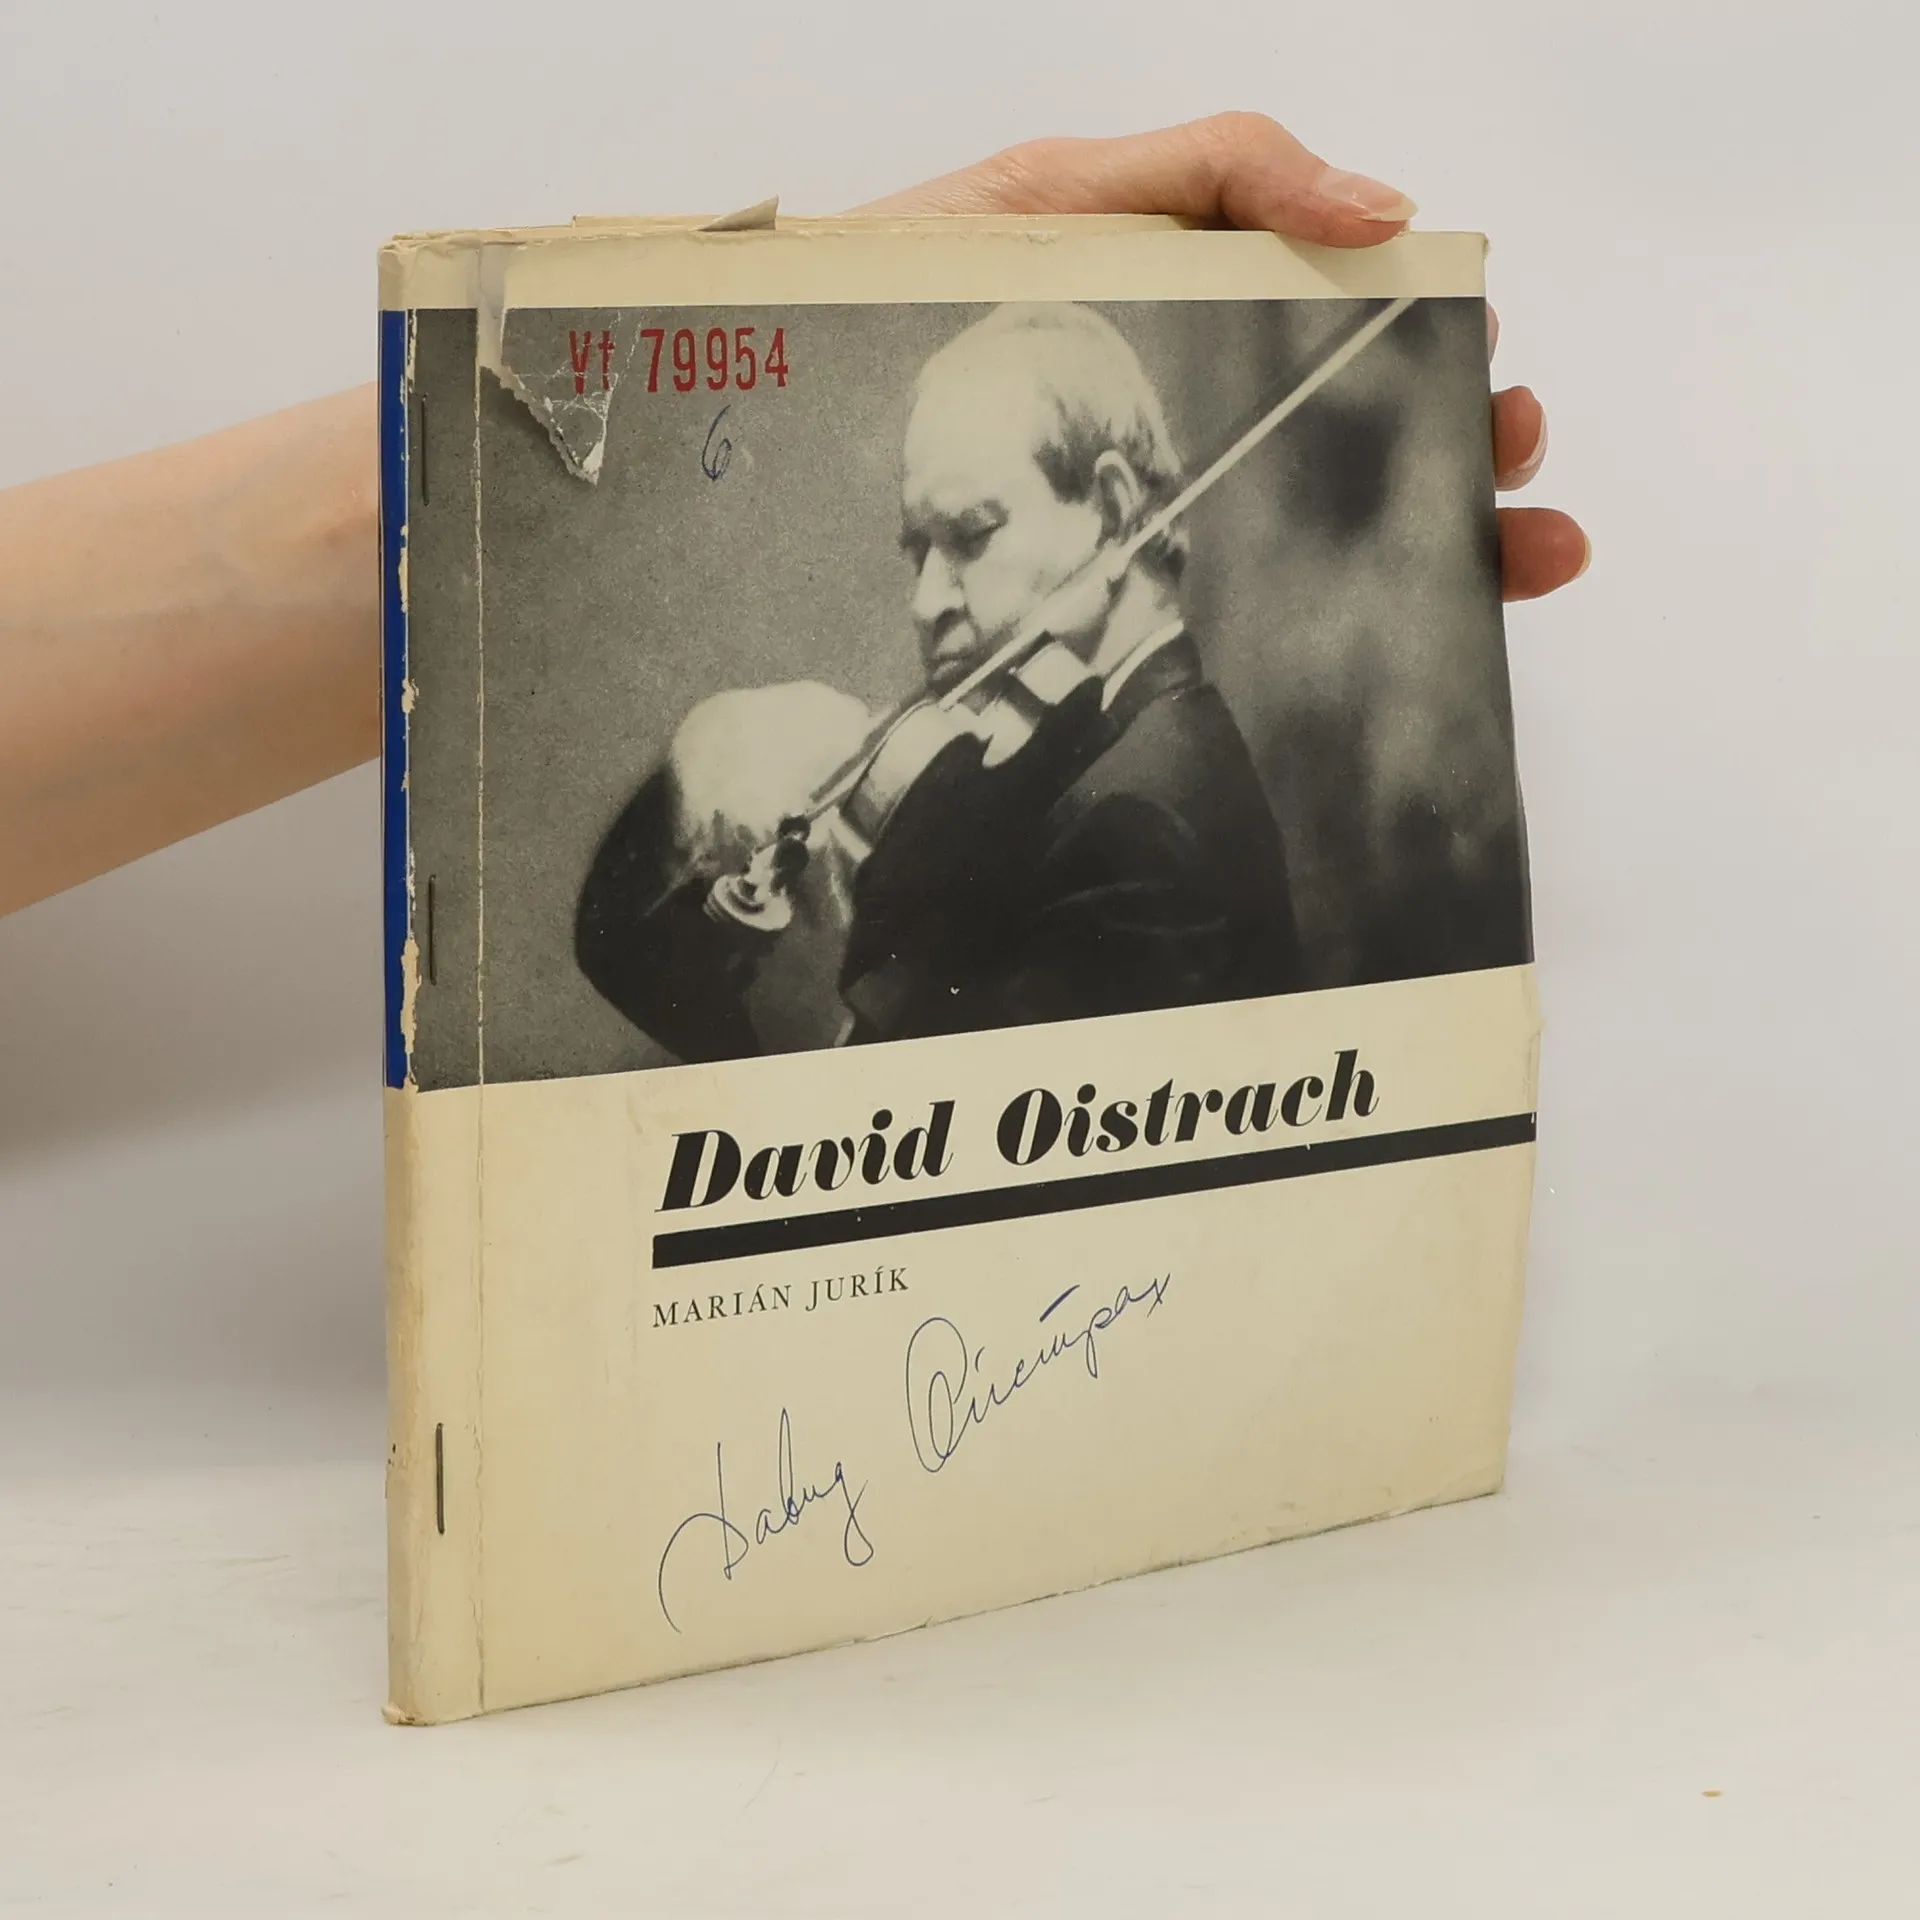 Vt 79954
6
David Oistrach
MARIÁN JURÍK
Давид Ойстрах